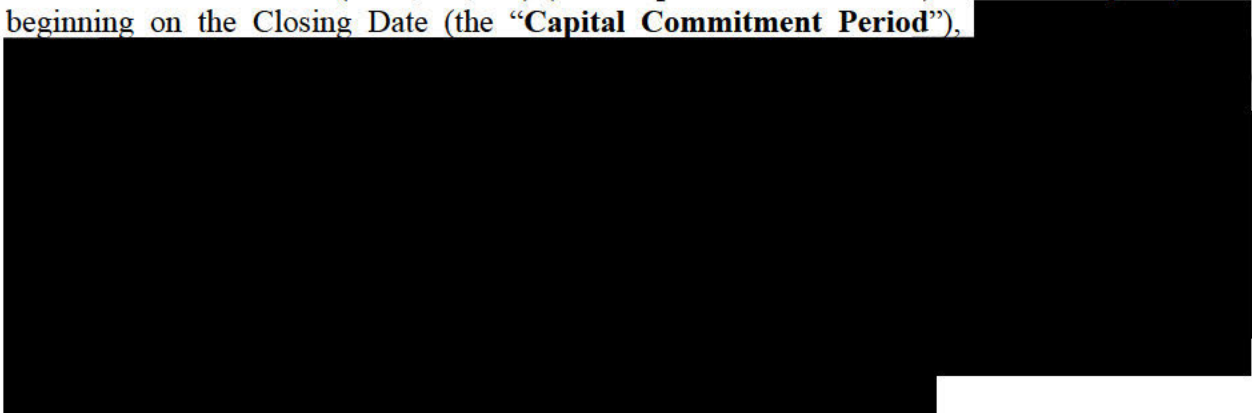 beginning on the Closing Date (the “Capital Commitment Period”),